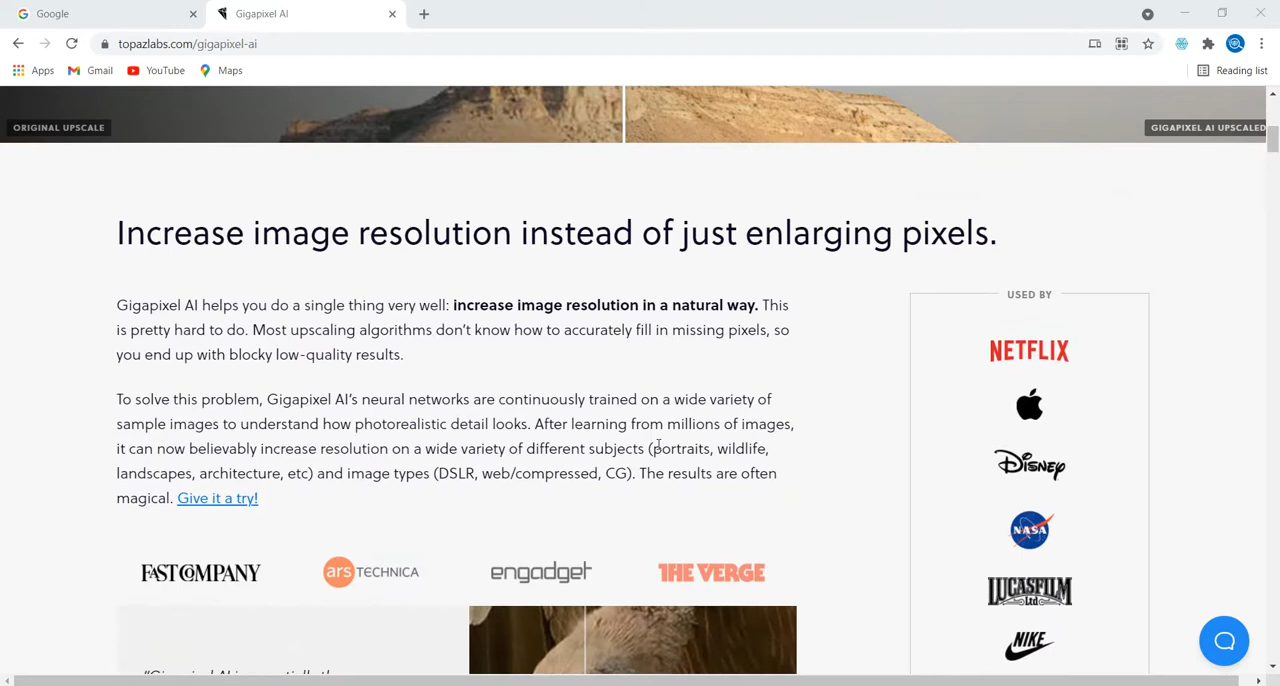 Google
Gigapixel AI
topazlabs.com/gigapixel-ai
Apps
Gmail
YouTube
Maps
Reading list
ORIGINAL UPSCALE
GIGAPIXEL AI UPSCALED
Increase image resolution instead of just enlarging pixels.
Gigapixel AI helps you do a single thing very well: increase image resolution in a natural way. This
is pretty hard to do. Most upscaling algorithms don’t know how to accurately fill in missing pixels, so
you end up with blocky low-quality results.
To solve this problem, Gigapixel AI’s neural networks are continuously trained on a wide variety of
sample images to understand how photorealistic detail looks. After learning from millions of images,
it can now believably increase resolution on a wide variety of different subjects (portraits, wildlife,
landscapes, architecture, etc) and image types (DSLR, web/compressed, CG). The results are often
magical. Give it a try!
USED BY
NETFLIX
DISNEY
NASA
LUCASFILM
Ltd
NIKE
FAST COMPANY
ars TECHNICA
engadget
THE VERGE